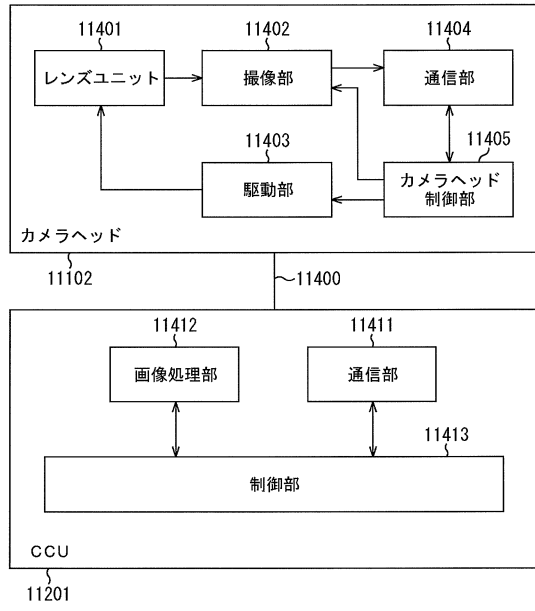 11401
11402
11404
レンズユニット
撮像部
通信部
11403
11405
駆動部
カメラヘッド
制御部
カメラヘッド
11102
11400
11412
11411
画像処理部
通信部
11413
制御部
CCU
11201